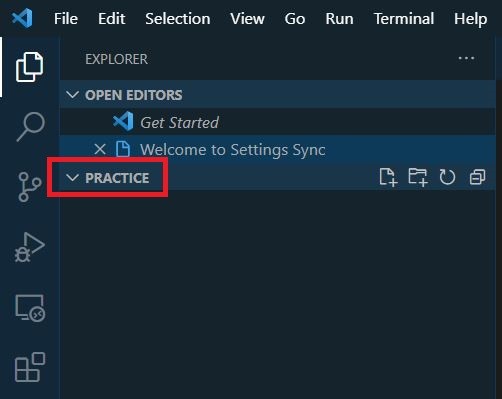 File Edit Selection View Go Run Terminal Help
EXPLORER
OPEN EDITORS
Get Started
Welcome to Settings Sync
PRACTICE